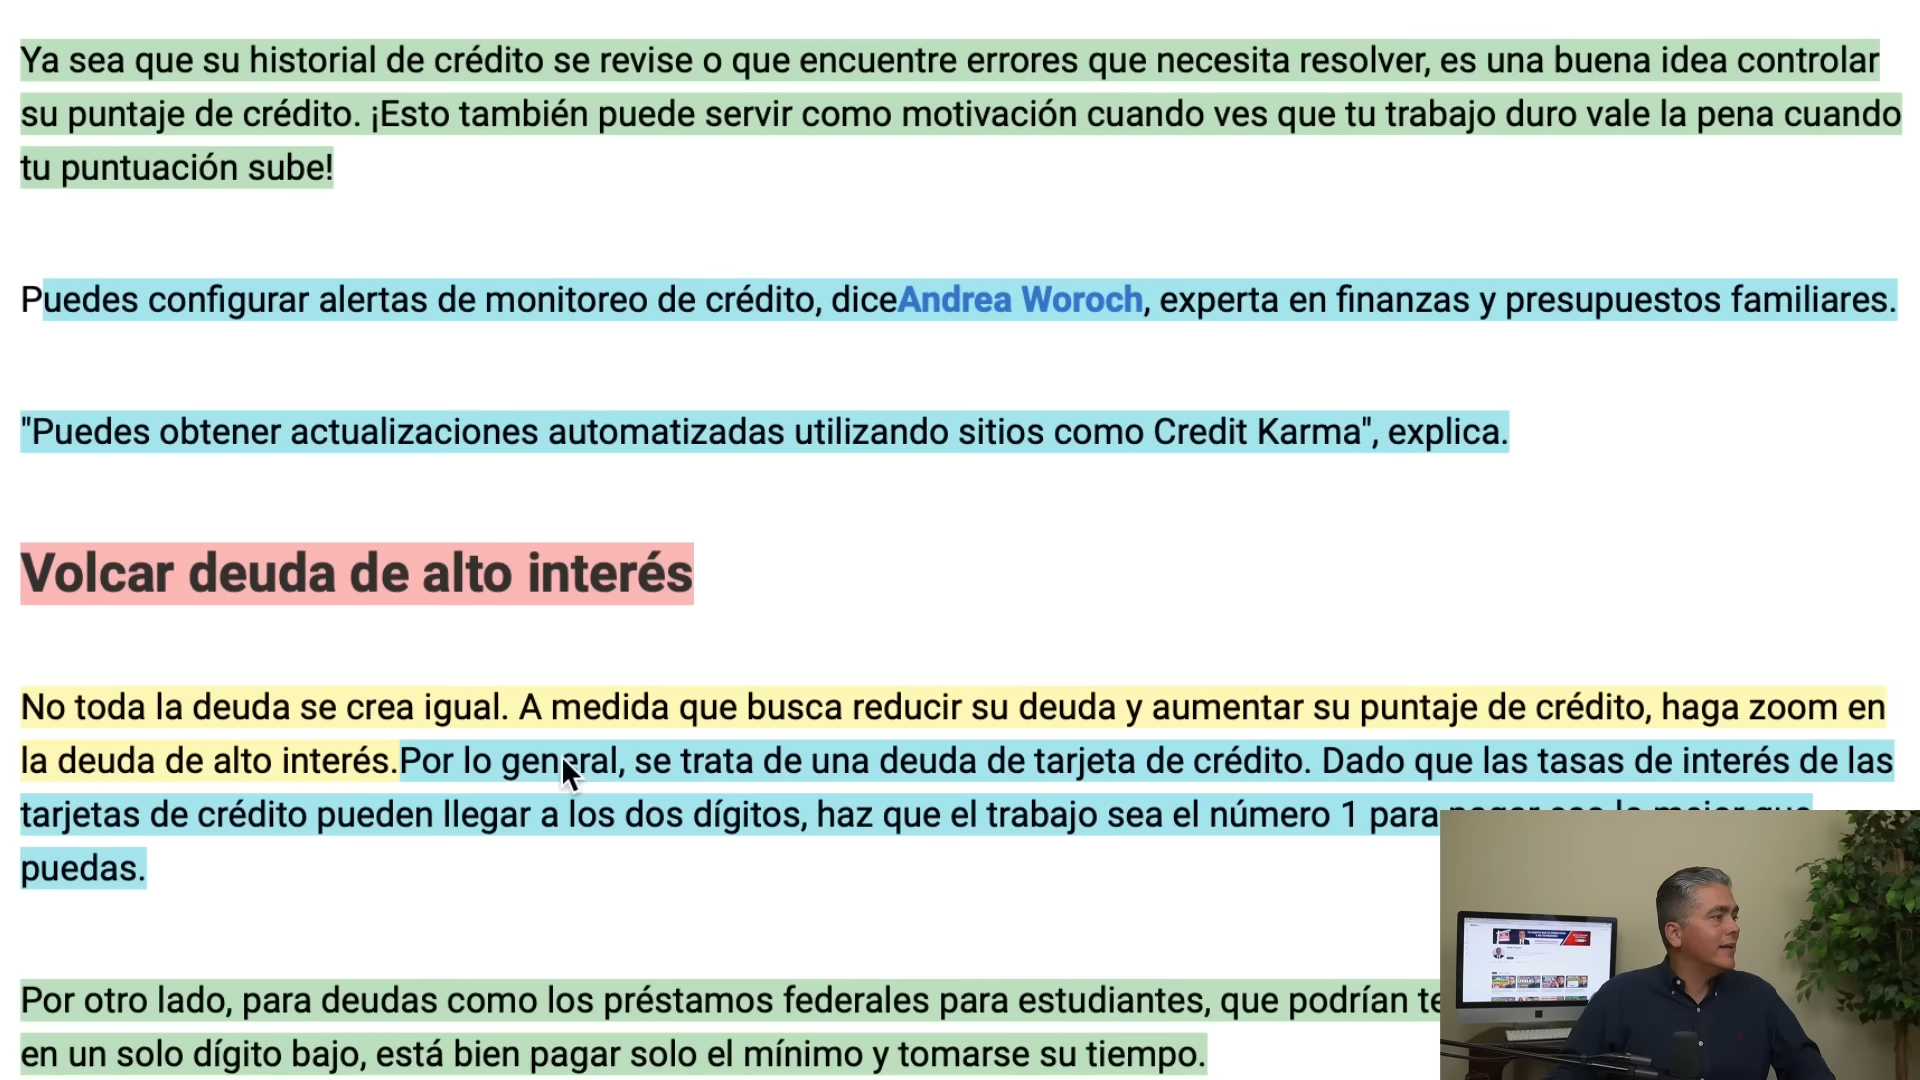 Ya sea que su historial de crédito se revise o que encuentre errores que necesita resolver, es una buena idea controlar
su puntaje de crédito. ¡Esto también puede servir como motivación cuando ves que tu trabajo duro vale la pena cuando
tu puntuación sube!
Puedes configurar alertas de monitoreo de crédito, diceAndrea Woroch, experta en finanzas y presupuestos familiares.
"Puedes obtener actualizaciones automatizadas utilizando sitios como Credit Karma", explica.
Volcar deuda de alto interés
No toda la deuda se crea igual. A medida que busca reducir su deuda y aumentar su puntaje de crédito, haga zoom en
la deuda de alto interés.Por lo general, se trata de una deuda de tarjeta de crédito. Dado que las tasas de interés de las
tarjetas de crédito pueden llegar a los dos dígitos, haz que el trabajo sea el número 1 para
puedas.
Por otro lado, para deudas como los préstamos federales para estudiantes, que podrían
en un solo dígito bajo, está bien pagar solo el mínimo y tomarse su tiempo.